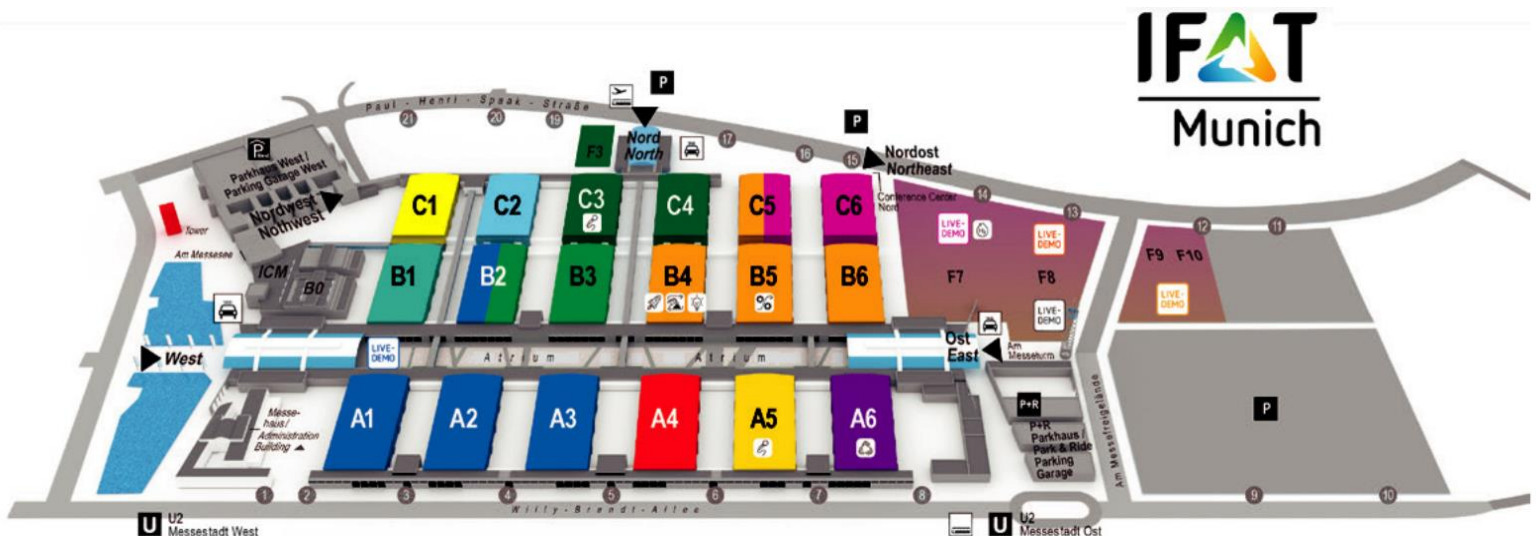 IFAT
Munich
P
Paul - Henri - Spaak - Straße
21
20
19
17
16
15
14
13
12
11
P
Nord
North
F3
Nordost
Northeast
Conference Center
Nord
P
Parkhaus West /
Parking Garage West
Nordwest
Nothwest
Tower
Am Messesee
ICM
B0
C1
C2
C3
C4
C5
C6
B1
B2
B3
B4
B5
B6
LIVE-
DEMO
LIVE-
DEMO
F7
F8
LIVE-
DEMO
F9 F10
LIVE-
DEMO
West
LIVE-
DEMO
Atrium
Atrium
Ost
East
Am
Messeturm
A1
A2
A3
A4
A5
A6
Messe-
haus /
Administration
Building
P+R
P+R
Parkhaus /
Park & Ride
Parking
Garage
Am Messefreigelände
P
1
2
3
4
5
6
7
8
9
10
Willy-Brandt-Allee
U U2
Messestadt West
U U2
Messestadt Ost